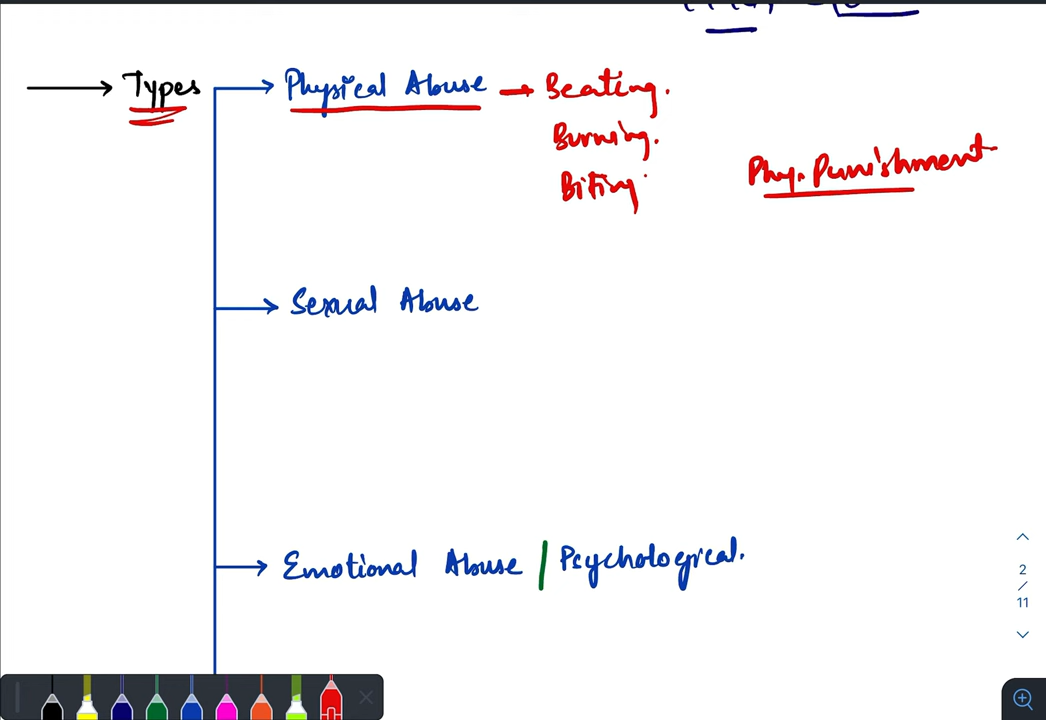 Types
Physical Abuse → Beating.
Burning.
Biting
Phy. Punishment
Sexual Abuse
Emotional Abuse | Psychological.
2
/
11